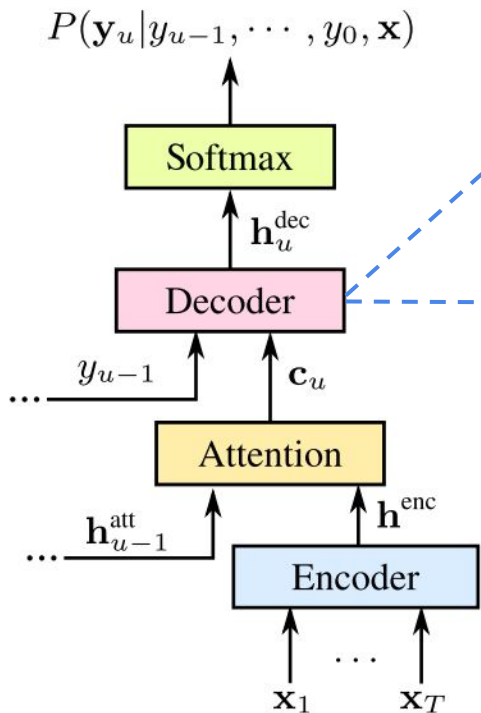 P(𝐲_u|y_{u−1}, ⋯ , y_0, 𝐱)
Softmax
𝐡_u^dec
Decoder
y_{u−1}
...
𝐜_u
Attention
𝐡_{u−1}^att
...
𝐡^enc
Encoder
𝐱_1 ⋯ 𝐱_T